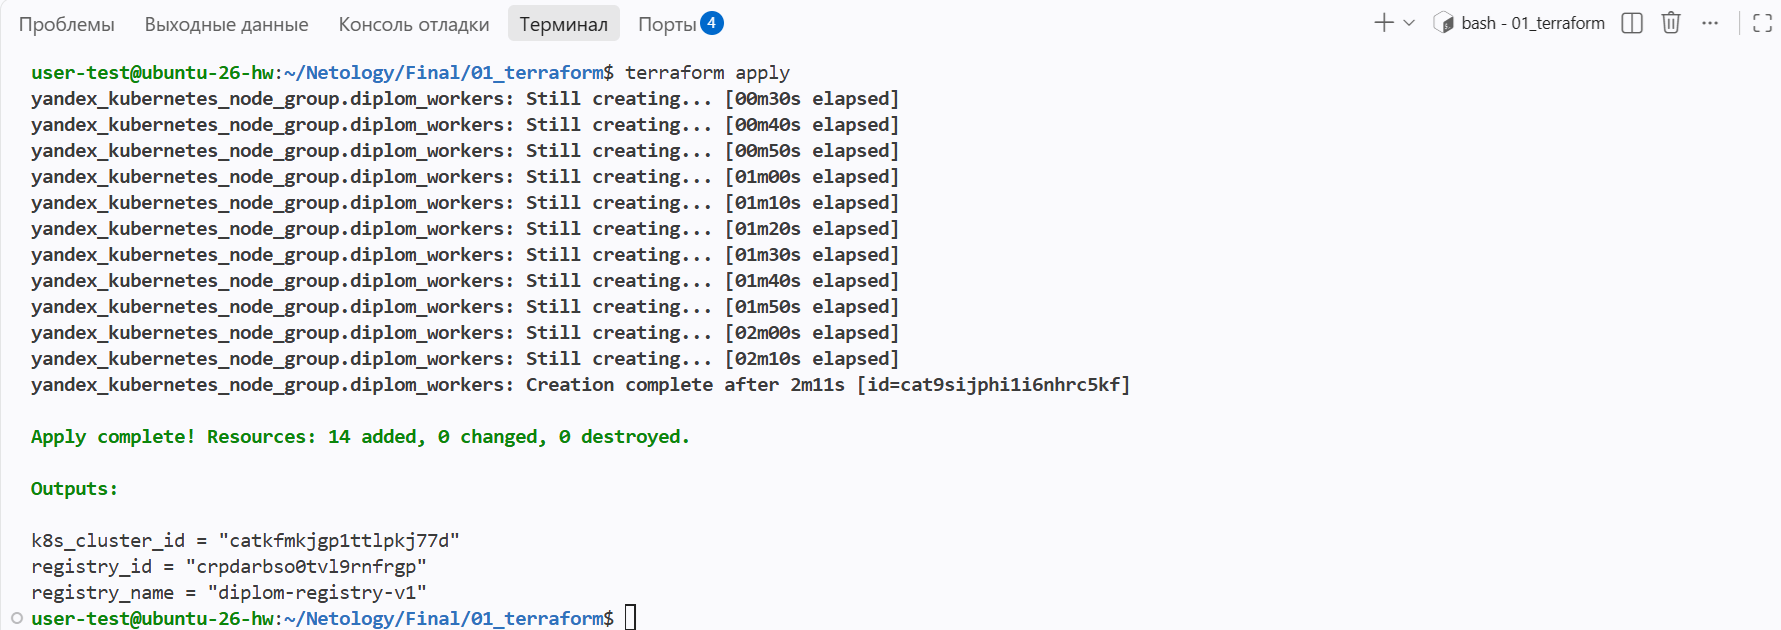 Проблемы Выходные данные Консоль отладки Терминал Порты 4 bash - 01_terraform
user-test@ubuntu-26-hw:~/Netology/Final/01_terraform$ terraform apply
yandex_kubernetes_node_group.diplom_workers: Still creating... [00m30s elapsed]
yandex_kubernetes_node_group.diplom_workers: Still creating... [00m40s elapsed]
yandex_kubernetes_node_group.diplom_workers: Still creating... [00m50s elapsed]
yandex_kubernetes_node_group.diplom_workers: Still creating... [01m00s elapsed]
yandex_kubernetes_node_group.diplom_workers: Still creating... [01m10s elapsed]
yandex_kubernetes_node_group.diplom_workers: Still creating... [01m20s elapsed]
yandex_kubernetes_node_group.diplom_workers: Still creating... [01m30s elapsed]
yandex_kubernetes_node_group.diplom_workers: Still creating... [01m40s elapsed]
yandex_kubernetes_node_group.diplom_workers: Still creating... [01m50s elapsed]
yandex_kubernetes_node_group.diplom_workers: Still creating... [02m00s elapsed]
yandex_kubernetes_node_group.diplom_workers: Still creating... [02m10s elapsed]
yandex_kubernetes_node_group.diplom_workers: Creation complete after 2m11s [id=cat9sijphi1i6nhrc5kf]
Apply complete! Resources: 14 added, 0 changed, 0 destroyed.
Outputs:
k8s_cluster_id = "catkfmkjgp1ttlpkj77d"
registry_id = "crpdarbso0tvl9rnfrgp"
registry_name = "diplom-registry-v1"
user-test@ubuntu-26-hw:~/Netology/Final/01_terraform$